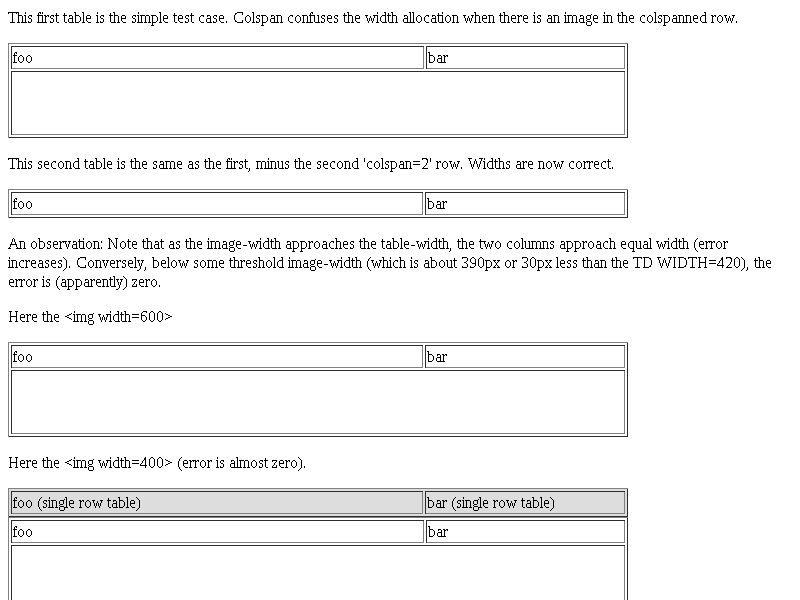 This first table is the simple test case. Colspan confuses the width allocation when there is an image in the colspanned row.
foo bar
This second table is the same as the first, minus the second 'colspan=2' row. Widths are now correct.
foo bar
An observation: Note that as the image-width approaches the table-width, the two columns approach equal width (error
increases). Conversely, below some threshold image-width (which is about 390px or 30px less than the TD WIDTH=420), the
error is (apparently) zero.
Here the <img width=600>
foo bar
Here the <img width=400> (error is almost zero).
foo (single row table) bar (single row table)
foo bar